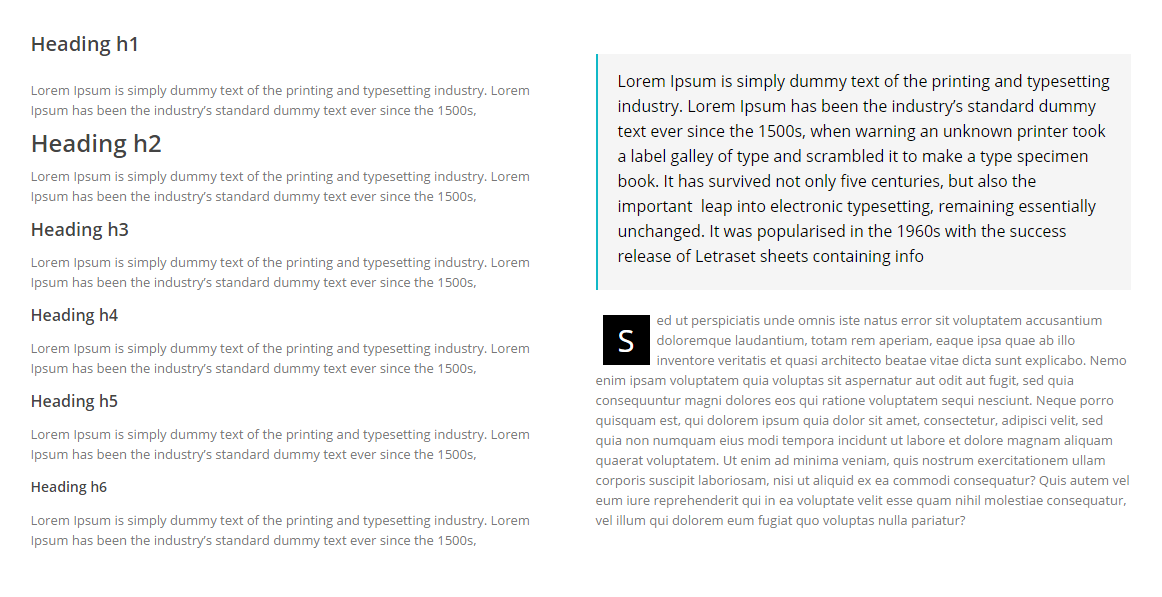 Heading h1
Lorem Ipsum is simply dummy text of the printing and typesetting industry. Lorem
Ipsum has been the industry’s standard dummy text ever since the 1500s,
Heading h2
Lorem Ipsum is simply dummy text of the printing and typesetting industry. Lorem
Ipsum has been the industry’s standard dummy text ever since the 1500s,
Heading h3
Lorem Ipsum is simply dummy text of the printing and typesetting industry. Lorem
Ipsum has been the industry’s standard dummy text ever since the 1500s,
Heading h4
Lorem Ipsum is simply dummy text of the printing and typesetting industry. Lorem
Ipsum has been the industry’s standard dummy text ever since the 1500s,
Heading h5
Lorem Ipsum is simply dummy text of the printing and typesetting industry. Lorem
Ipsum has been the industry’s standard dummy text ever since the 1500s,
Heading h6
Lorem Ipsum is simply dummy text of the printing and typesetting industry. Lorem
Ipsum has been the industry’s standard dummy text ever since the 1500s,
Lorem Ipsum is simply dummy text of the printing and typesetting
industry. Lorem Ipsum has been the industry’s standard dummy
text ever since the 1500s, when warning an unknown printer took
a label galley of type and scrambled it to make a type specimen
book. It has survived not only five centuries, but also the
important  leap into electronic typesetting, remaining essentially
unchanged. It was popularised in the 1960s with the success
release of Letraset sheets containing info
S
ed ut perspiciatis unde omnis iste natus error sit voluptatem accusantium
doloremque laudantium, totam rem aperiam, eaque ipsa quae ab illo
inventore veritatis et quasi architecto beatae vitae dicta sunt explicabo. Nemo
enim ipsam voluptatem quia voluptas sit aspernatur aut odit aut fugit, sed quia
consequuntur magni dolores eos qui ratione voluptatem sequi nesciunt. Neque porro
quisquam est, qui dolorem ipsum quia dolor sit amet, consectetur, adipisci velit, sed
quia non numquam eius modi tempora incidunt ut labore et dolore magnam aliquam
quaerat voluptatem. Ut enim ad minima veniam, quis nostrum exercitationem ullam
corporis suscipit laboriosam, nisi ut aliquid ex ea commodi consequatur? Quis autem vel
eum iure reprehenderit qui in ea voluptate velit esse quam nihil molestiae consequatur,
vel illum qui dolorem eum fugiat quo voluptas nulla pariatur?